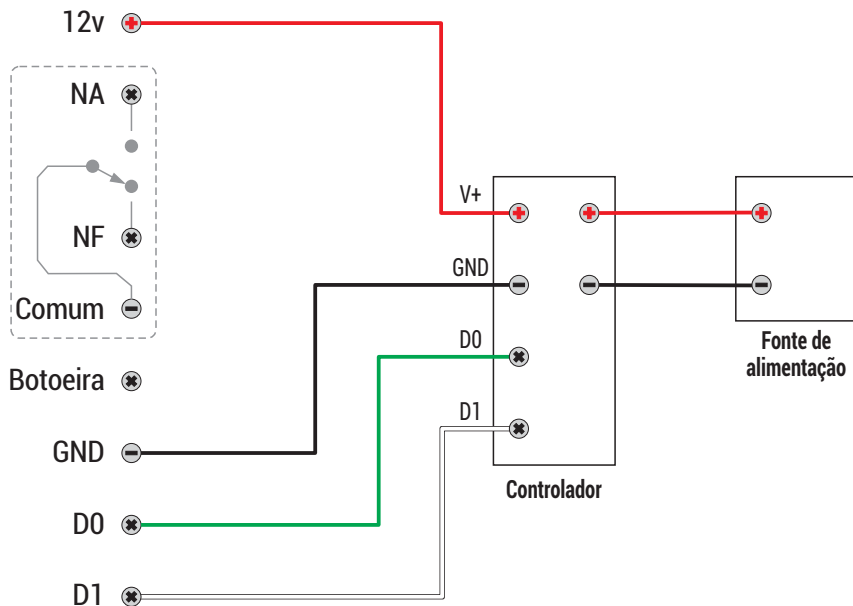 12v
NA
NF
Comum
Botoeira
GND
D0
D1
V+
GND
D0
D1
Controlador
Fonte de
alimentação